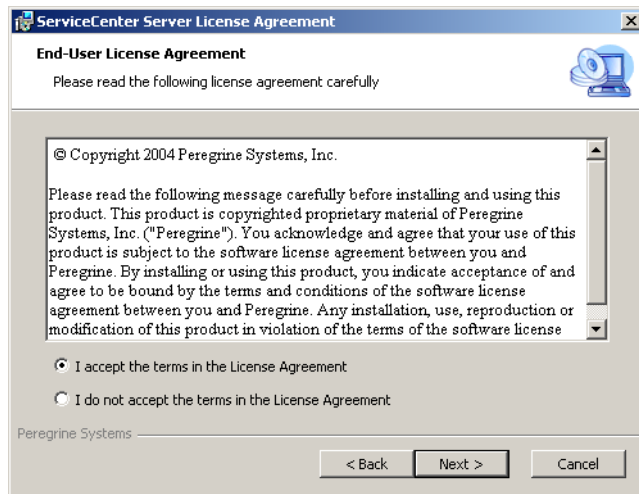 ServiceCenter Server License Agreement
End-User License Agreement
Please read the following license agreement carefully
© Copyright 2004 Peregrine Systems, Inc.
Please read the following message carefully before installing and using this
product. This product is copyrighted proprietary material of Peregrine
Systems, Inc. ("Peregrine"). You acknowledge and agree that your use of this
product is subject to the software license agreement between you and
Peregrine. By installing or using this product, you indicate acceptance of and
agree to be bound by the terms and conditions of the software license
agreement between you and Peregrine. Any installation, use, reproduction or
modification of this product in violation of the terms of the software license
I accept the terms in the License Agreement
I do not accept the terms in the License Agreement
Peregrine Systems
< Back Next > Cancel